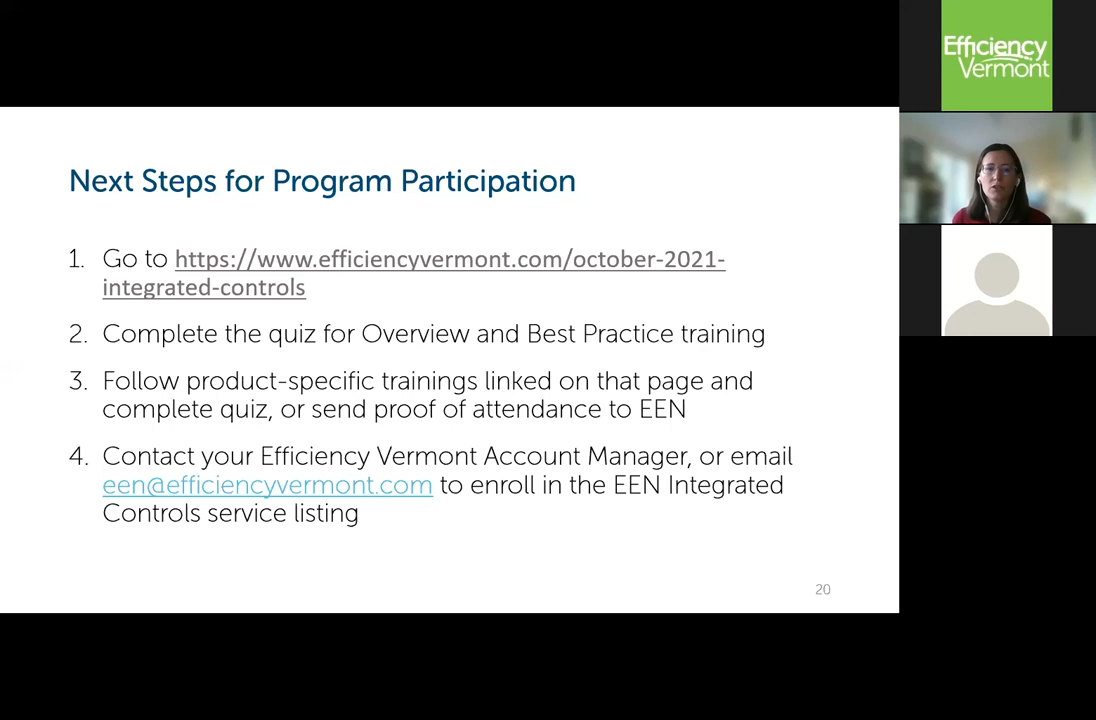 Efficiency
Vermont
Next Steps for Program Participation
1. Go to https://www.efficiencyvermont.com/october-2021-
integrated-controls
2. Complete the quiz for Overview and Best Practice training
3. Follow product-specific trainings linked on that page and
complete quiz, or send proof of attendance to EEN
4. Contact your Efficiency Vermont Account Manager, or email
een@efficiencyvermont.com to enroll in the EEN Integrated
Controls service listing
20